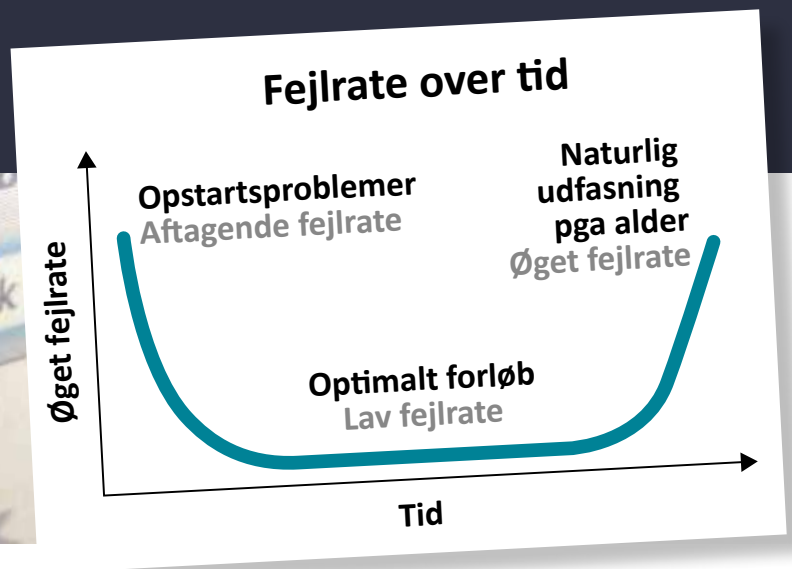 Fejlrate over tid
Opstartsproblemer
Aftagende fejlrate
Naturlig
udfasning
pga alder
Øget fejlrate
Øget fejlrate
Optimalt forløb
Lav fejlrate
Tid